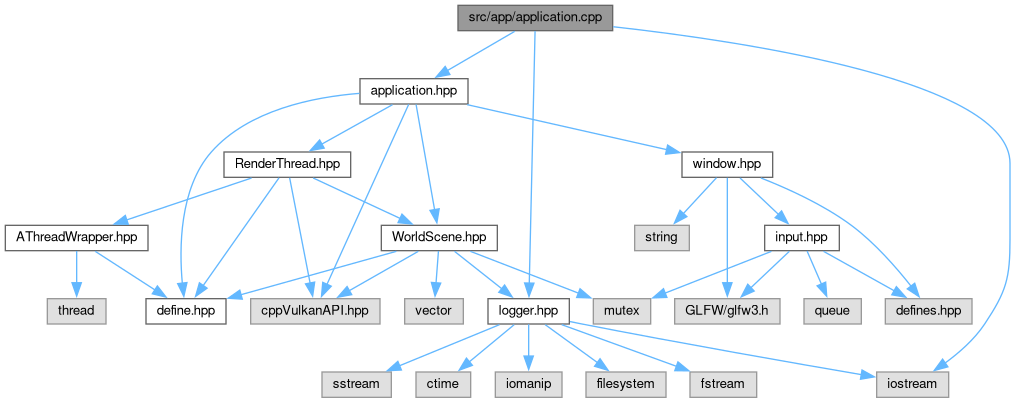 src/app/application.cpp
application.hpp
RenderThread.hpp
window.hpp
AThreadWrapper.hpp
WorldScene.hpp
string
input.hpp
thread
define.hpp
cppVulkanAPI.hpp
vector
logger.hpp
mutex
GLFW/glfw3.h
queue
defines.hpp
sstream
ctime
iomanip
filesystem
fstream
iostream